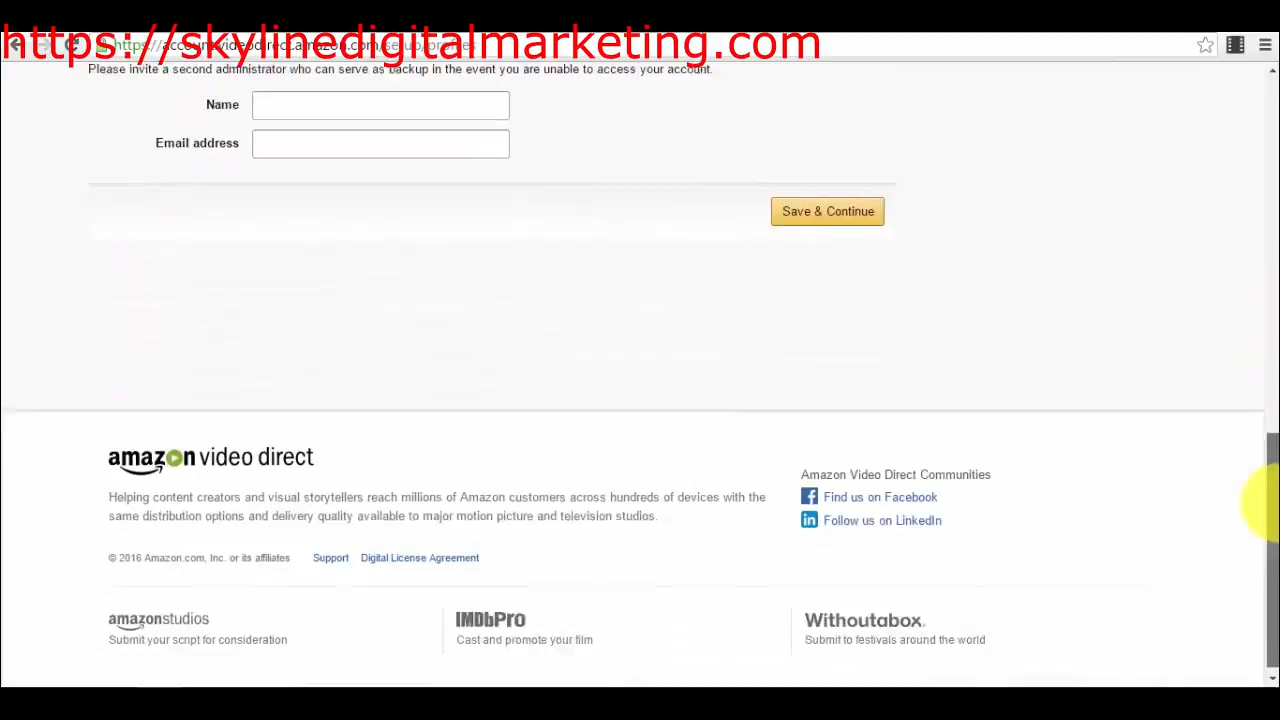 https://skylinedigitalmarketing.com
Please invite a second administrator who can serve as backup in the event you are unable to access your account.
Name
Email address
Save & Continue
amazon video direct
Helping content creators and visual storytellers reach millions of Amazon customers across hundreds of devices with the
same distribution options and delivery quality available to major motion picture and television studios.
Amazon Video Direct Communities
Find us on Facebook
in Follow us on LinkedIn
© 2016 Amazon.com, Inc. or its affiliates Support Digital License Agreement
amazonstudios
Submit your script for consideration
IMDbPro
Cast and promote your film
Withoutabox.
Submit to festivals around the world